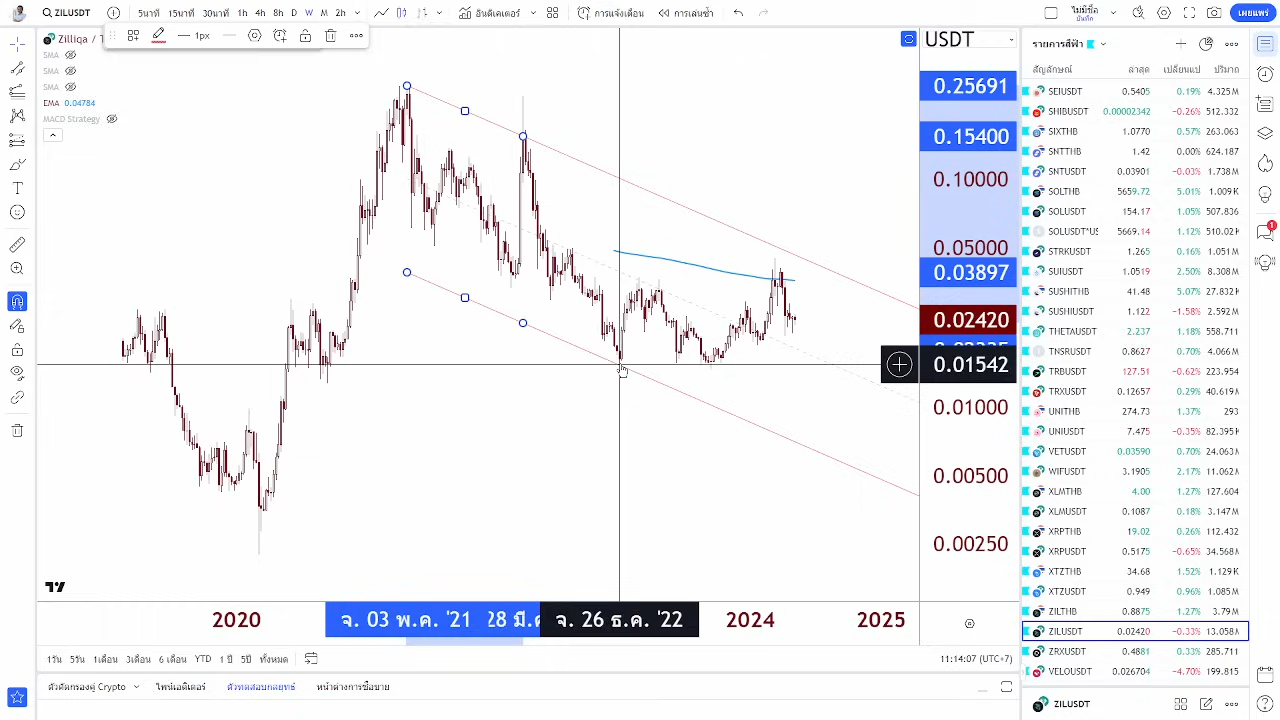 ZILUSDT
5นาที 15นาที 30นาที 1h 4h 8h D W M 2h
อินดิเคเตอร์
การแจ้งเตือน
การเล่นซ้ำ
ไม่มีชื่อ
บันทึก
เผยแพร่
Zilliqa / T
1px
SMA
SMA
SMA
EMA 0.04784
MACD Strategy
USDT
0.25691
0.15400
0.10000
0.05000
0.03897
0.02420
0.01542
0.01000
0.00500
0.00250
2020
จ. 03 พ.ค. '21
จ. 26 ธ.ค. '22
2024
2025
1วัน 5วัน 1เดือน 3เดือน 6 เดือน YTD 1 ปี 5ปี ทั้งหมด
11:14:07 (UTC+7)
ตัวคัดกรองคู่ Crypto
ไพน์เอดิเตอร์
ตัวทดสอบกลยุทธ์
หน้าต่างการซื้อขาย
รายการสีฟ้า
สัญลักษณ์ ล่าสุด เปลี่ยนแป ปริมาณ
SEIUSDT 0.5405 0.19% 4.325M
SHIBUSDT 0.00002342 −0.26% 512.332
SIXTHB 1.0770 0.57% 263.063
SNTTHB 1.42 0.00% 624.187
SNTUSDT 0.03901 −0.03% 1.738M
SOLTHB 5659.72 5.01% 1.009K
SOLUSDT 154.17 1.05% 507.836
SOLUSDT*US 5669.14 1.12% 510.02K
STRKUSDT 1.265 0.16% 1.051M
SUIUSDT 1.0519 2.50% 8.308M
SUSHITHB 41.48 5.07% 27.832K
SUSHIUSDT 1.122 −1.58% 2.592M
THETAUSDT 2.237 1.18% 558.711
TNSRUSDT 0.8627 0.70% 4.066M
TRBUSDT 127.51 −0.62% 223.954
TRXUSDT 0.12657 0.29% 40.619M
UNITHB 274.73 1.37% 293
UNIUSDT 7.475 −0.35% 82.395K
VETUSDT 0.03590 0.70% 24.063M
WIFUSDT 3.1905 2.17% 11.062M
XLMTHB 4.00 1.27% 127.604
XLMUSDT 0.1087 0.18% 3.147M
XRPTHB 19.02 0.26% 112.432
XRPUSDT 0.5175 −0.65% 34.568M
XTZTHB 34.68 1.52% 1.129K
XTZUSDT 0.949 0.96% 1.085M
ZILTHB 0.8875 1.27% 3.79M
ZILUSDT 0.02420 −0.33% 13.058M
ZRXUSDT 0.4881 0.33% 285.711
VELOUSDT 0.026704 −4.70% 199.815
ZILUSDT
1